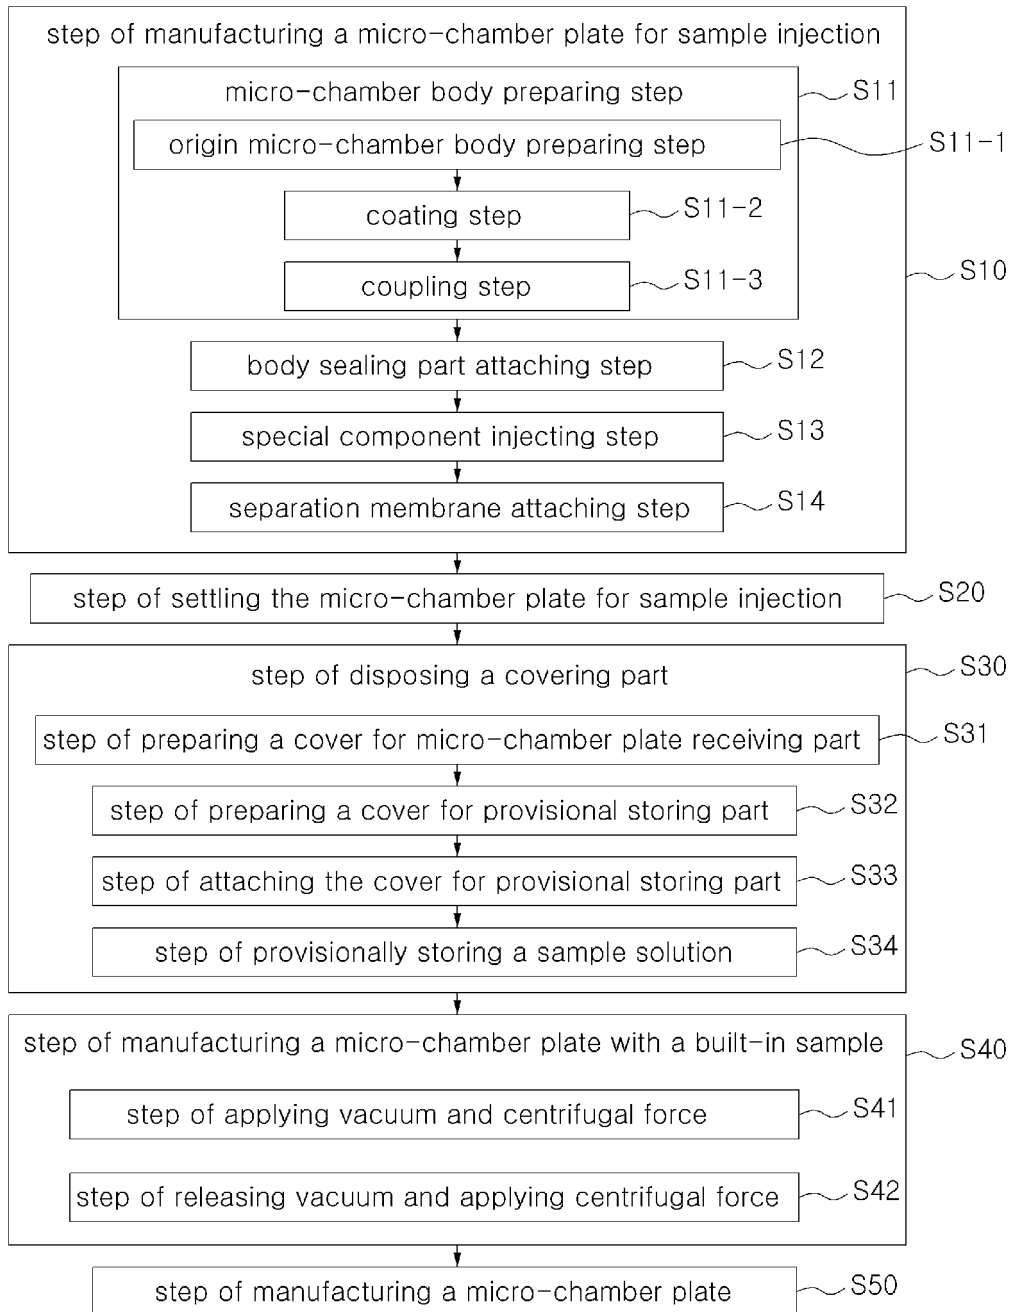 step of manufacturing a micro-chamber plate for sample injection
micro-chamber body preparing step
S11
origin micro-chamber body preparing step
S11-1
coating step
S11-2
coupling step
S11-3
S10
body sealing part attaching step
S12
special component injecting step
S13
separation membrane attaching step
S14
step of settling the micro-chamber plate for sample injection
S20
step of disposing a covering part
S30
step of preparing a cover for micro-chamber plate receiving part
S31
step of preparing a cover for provisional storing part
S32
step of attaching the cover for provisional storing part
S33
step of provisionally storing a sample solution
S34
step of manufacturing a micro-chamber plate with a built-in sample
S40
step of applying vacuum and centrifugal force
S41
step of releasing vacuum and applying centrifugal force
S42
step of manufacturing a micro-chamber plate
S50